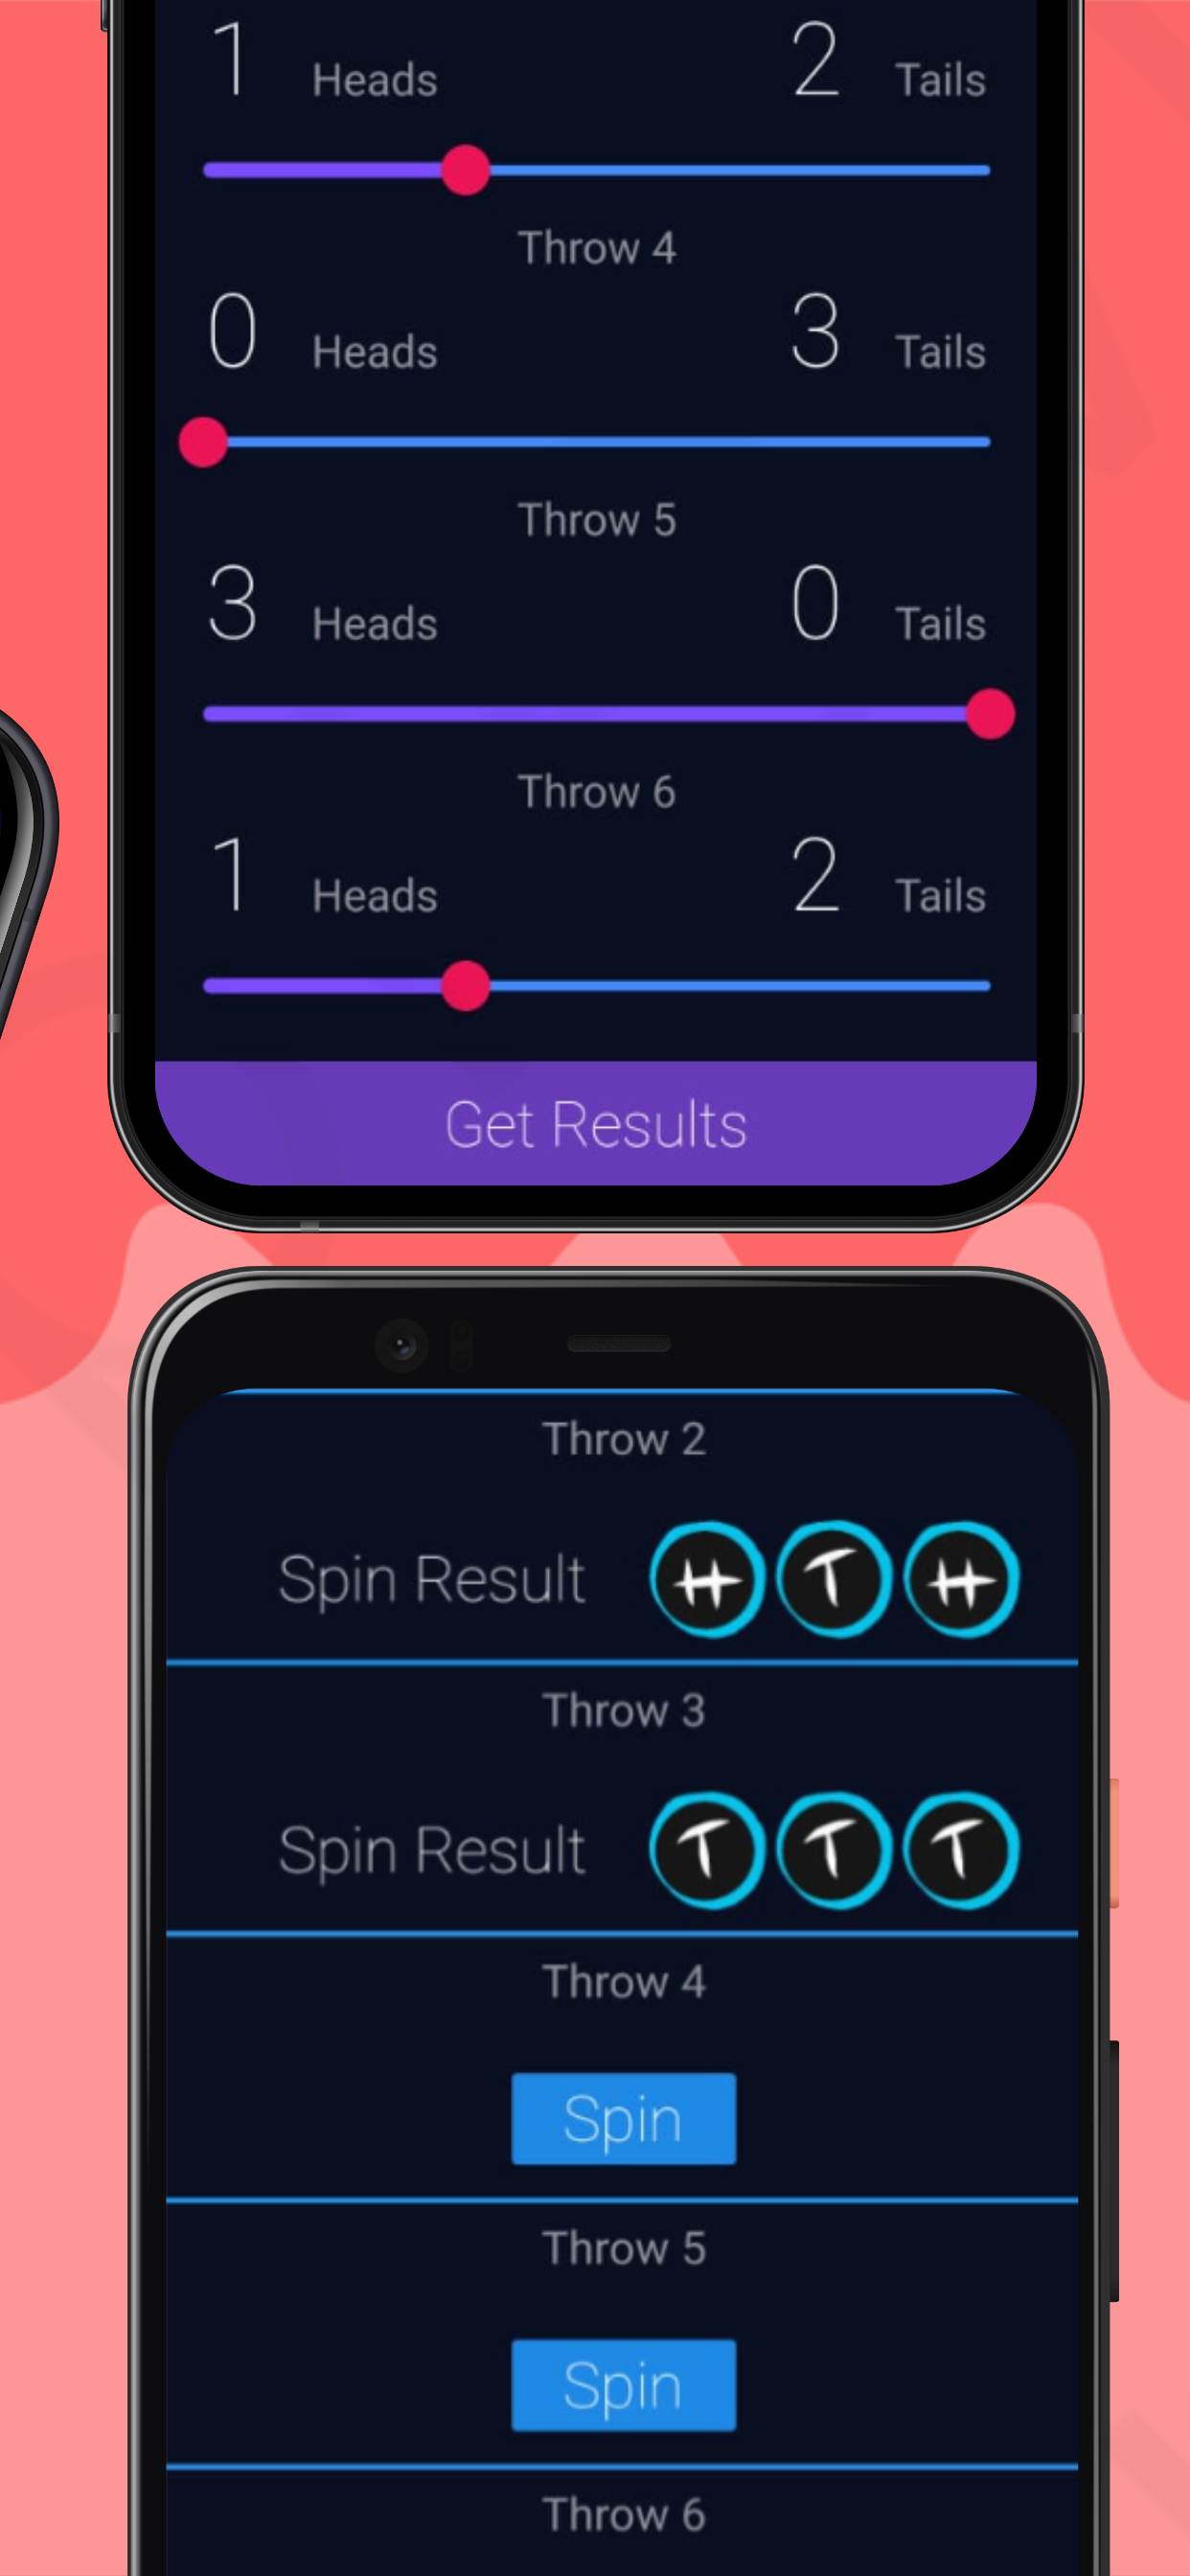 1 Heads 2 Tails
Throw 4
0 Heads 3 Tails
Throw 5
3 Heads 0 Tails
Throw 6
1 Heads 2 Tails
Get Results
Throw 2
Spin Result H T H
Throw 3
Spin Result T T T
Throw 4
Spin
Throw 5
Spin
Throw 6